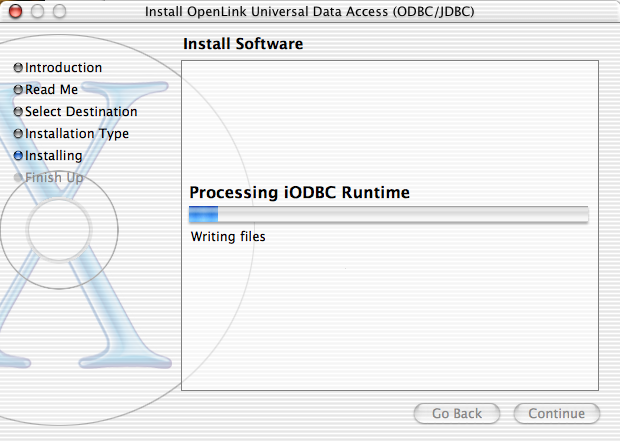 Install OpenLink Universal Data Access (ODBC/JDBC)
Install Software
Introduction
Read Me
Select Destination
Installation Type
Installing
Finish Up
Processing iODBC Runtime
Writing files
Go Back
Continue